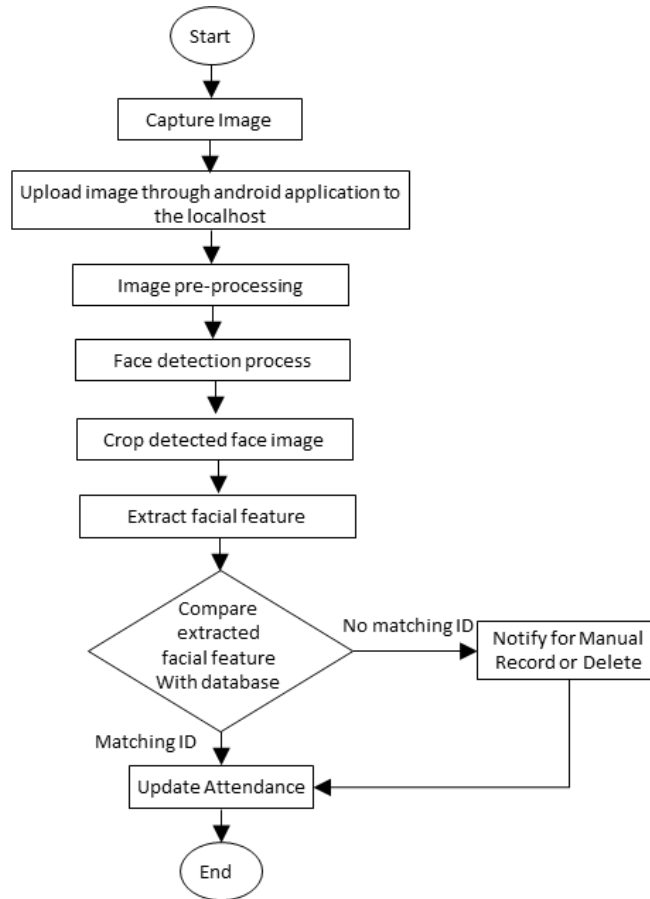 Start
Capture Image
Upload image through android application to
the localhost
Image pre-processing
Face detection process
Crop detected face image
Extract facial feature
Compare
extracted
facial feature
With database
No matching ID
Notify for Manual
Record or Delete
Matching ID
Update Attendance
End